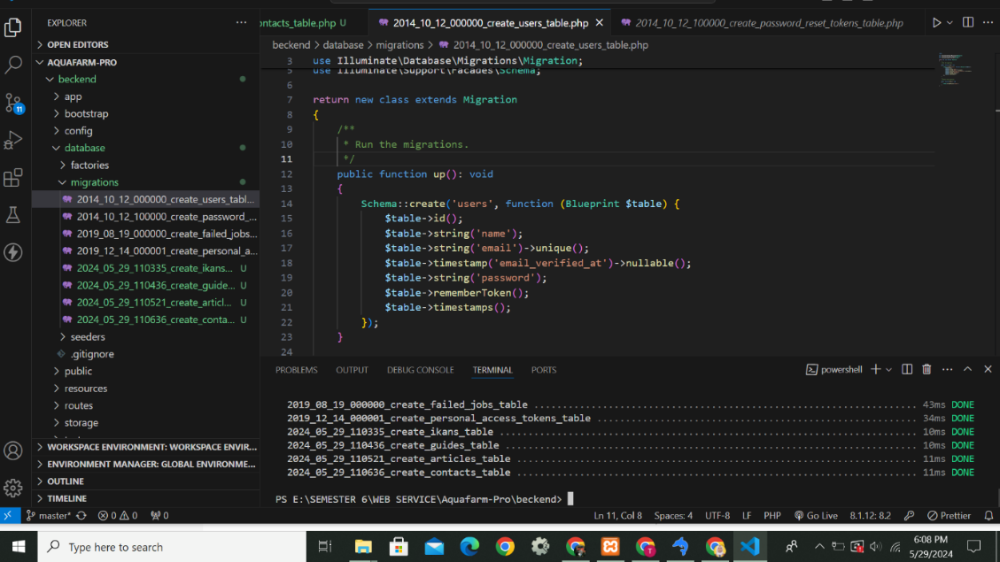 EXPLORER
OPEN EDITORS
AQUAFARM-PRO
beckend
app
bootstrap
config
database
factories
migrations
2014_10_12_000000_create_users_tabl...
2014_10_12_100000_create_password_...
2019_08_19_000000_create_failed_jobs...
2019_12_14_000001_create_personal_a...
2024_05_29_110335_create_ikans... U
2024_05_29_110436_create_guide... U
2024_05_29_110521_create_articl... U
2024_05_29_110636_create_conta... U
seeders
.gitignore
public
resources
routes
storage
WORKSPACE ENVIRONMENT: WORKSPACE ENVIR...
ENVIRONMENT MANAGER: GLOBAL ENVIRONME...
OUTLINE
TIMELINE
11
ontacts_table.php U
2014_10_12_000000_create_users_table.php
2014_10_12_100000_create_password_reset_tokens_table.php
beckend > database > migrations > 2014_10_12_000000_create_users_table.php
3 use Illuminate\Database\Migrations\Migration;
5 use Illuminate\Support\Facades\Schema;
6
7 return new class extends Migration
8 {
9 /**
10 * Run the migrations.
11 */
12 public function up(): void
13 {
14 Schema::create('users', function (Blueprint $table) {
15 $table->id();
16 $table->string('name');
17 $table->string('email')->unique();
18 $table->timestamp('email_verified_at')->nullable();
19 $table->string('password');
20 $table->rememberToken();
21 $table->timestamps();
22 });
23 }
24
PROBLEMS OUTPUT DEBUG CONSOLE TERMINAL PORTS powershell
2019_08_19_000000_create_failed_jobs_table ........ 43ms DONE
2019_12_14_000001_create_personal_access_tokens_table ........ 34ms DONE
2024_05_29_110335_create_ikans_table ........ 10ms DONE
2024_05_29_110436_create_guides_table ........ 10ms DONE
2024_05_29_110521_create_articles_table ........ 11ms DONE
2024_05_29_110636_create_contacts_table ........ 11ms DONE
PS E:\SEMESTER 6\WEB SERVICE\Aquafarm-Pro\beckend>
master* 0 0 0 Ln 11, Col 8 Spaces: 4 UTF-8 LF PHP Go Live 8.1.12: 8.2 Prettier
Type here to search
6:08 PM
5/29/2024